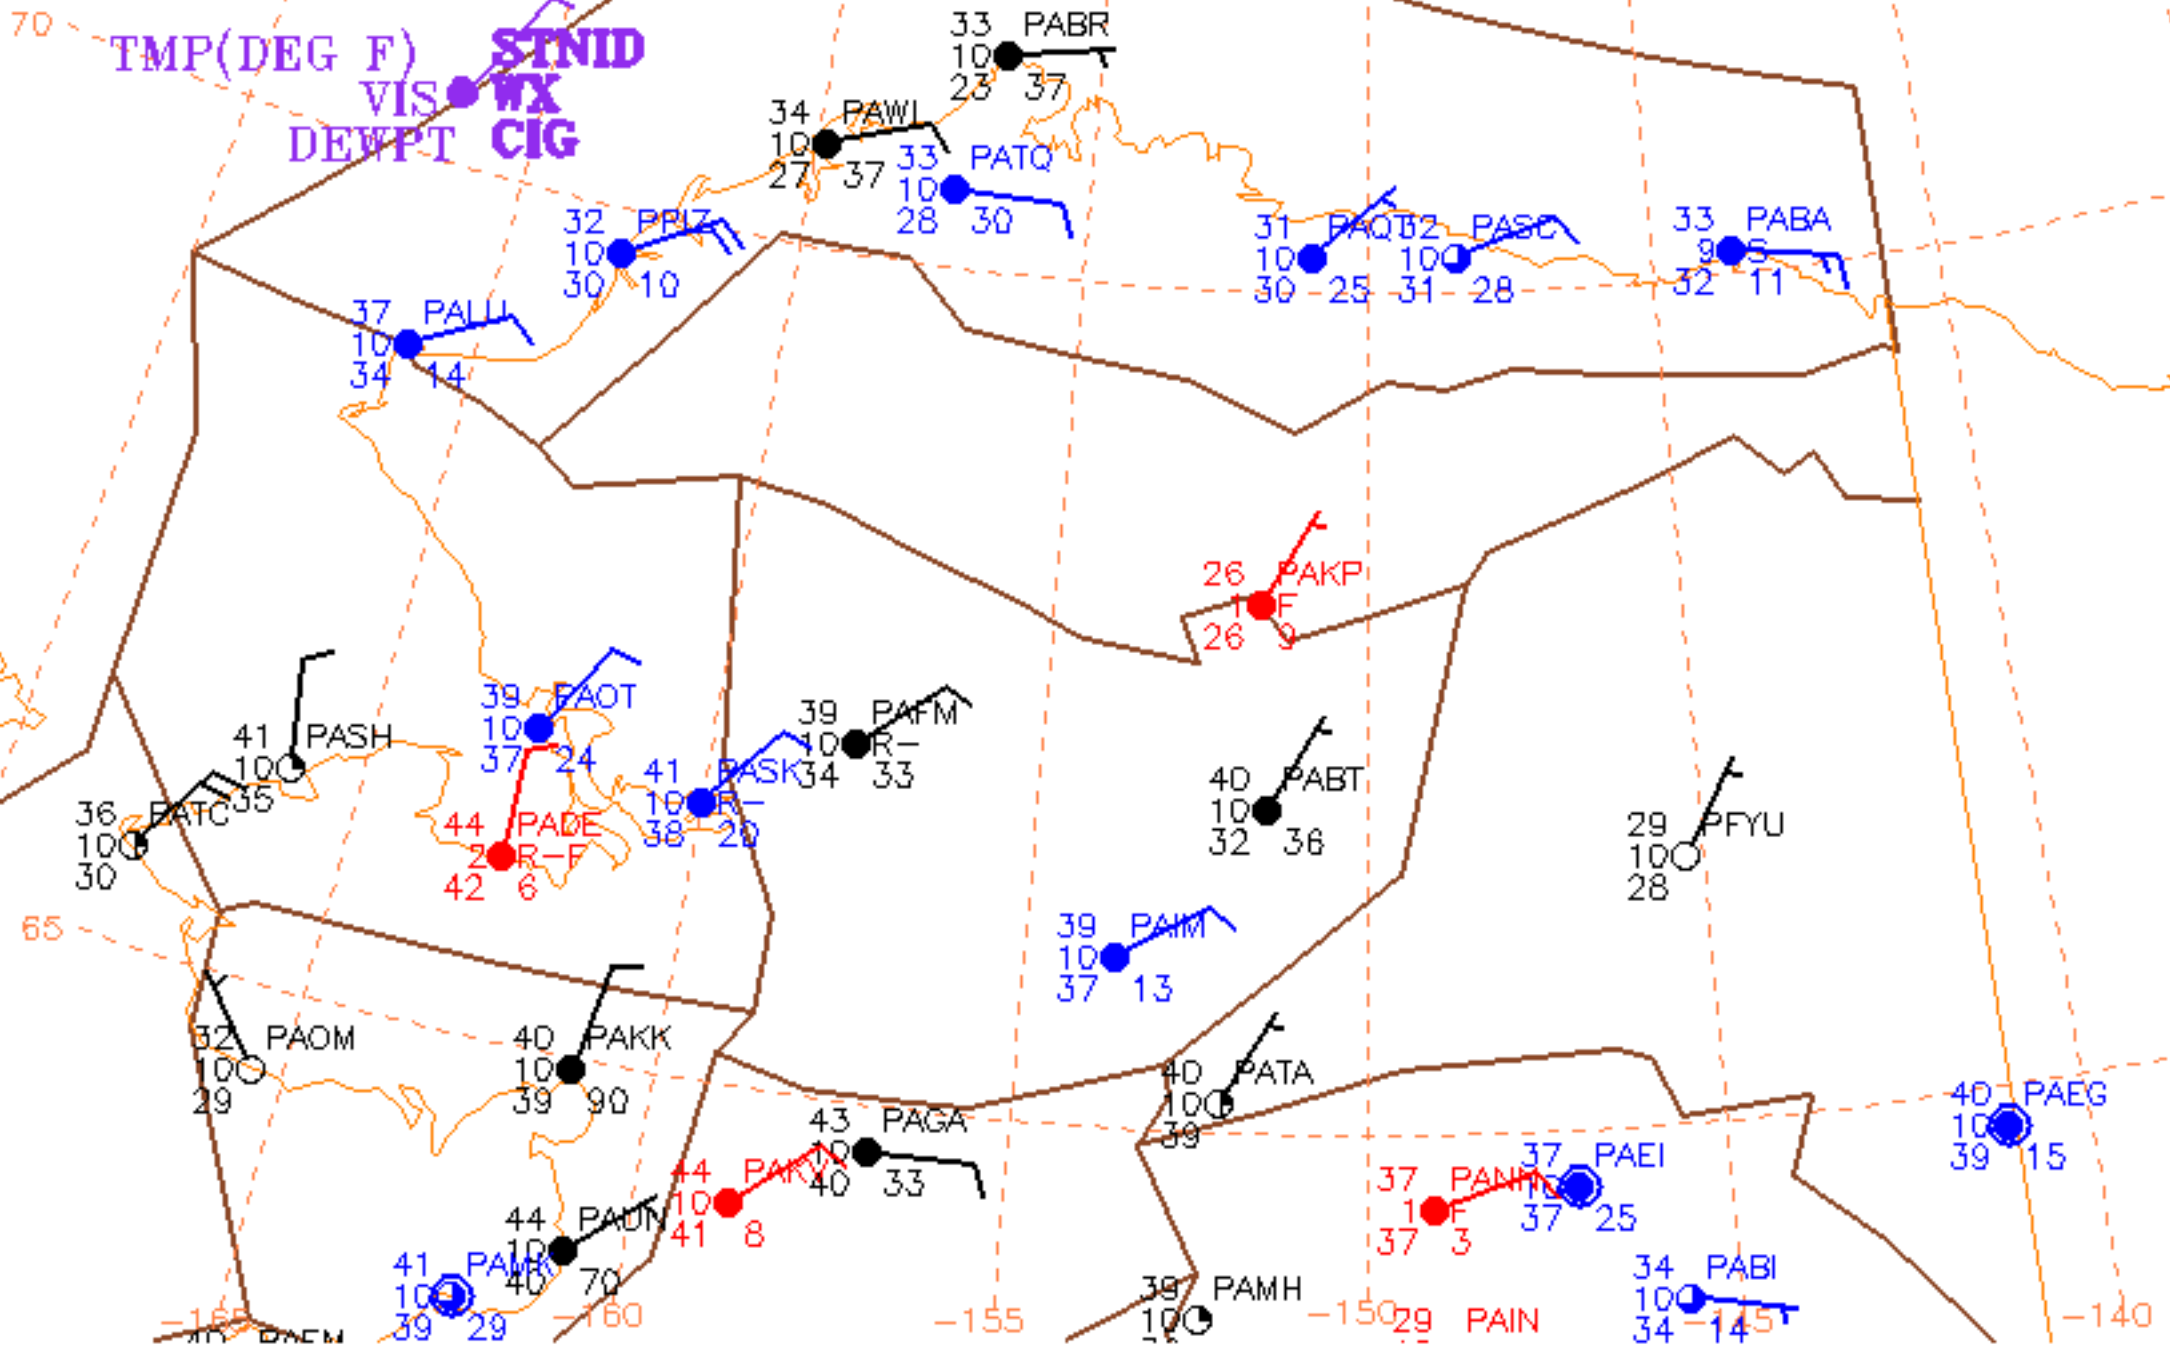 70
TMP(DEG F) STNID
VIS WX
DEWPT CIG
33 PABR
10
23 37
34 PAWI
10
27 37
33 PATQ
10
28 30
32
10
30 10
31
10
30 25
32 PASC
10
31 28
33 PABA
9 S
32 11
37
10
34 14
26 PAKP
1 F
26 9
39 PAOT
10
37 24
41 PASH
10
35
39 PAFM
10 R-
34 33
41 PASK
10 R-
38 20
36 PATC
10
30
44 PADE
2 R-F
42 6
40 PABT
10
32 36
29 PFYU
10
28
65
39 PAIM
10
37 13
32 PAOM
10
29
40 PAKK
10
39 90
40 PATA
10
39
40 PAEG
10
39 15
43 PAGA
10
40 33
44
10
41 8
37
1 F
37 3
37 PAEI
10
37 25
44 PAUN
10
40 70
41 PAMK
10
39 29
39 PAMH
10
34 PABI
10
34 14
29 PAIN
-160
-155
-150
-140